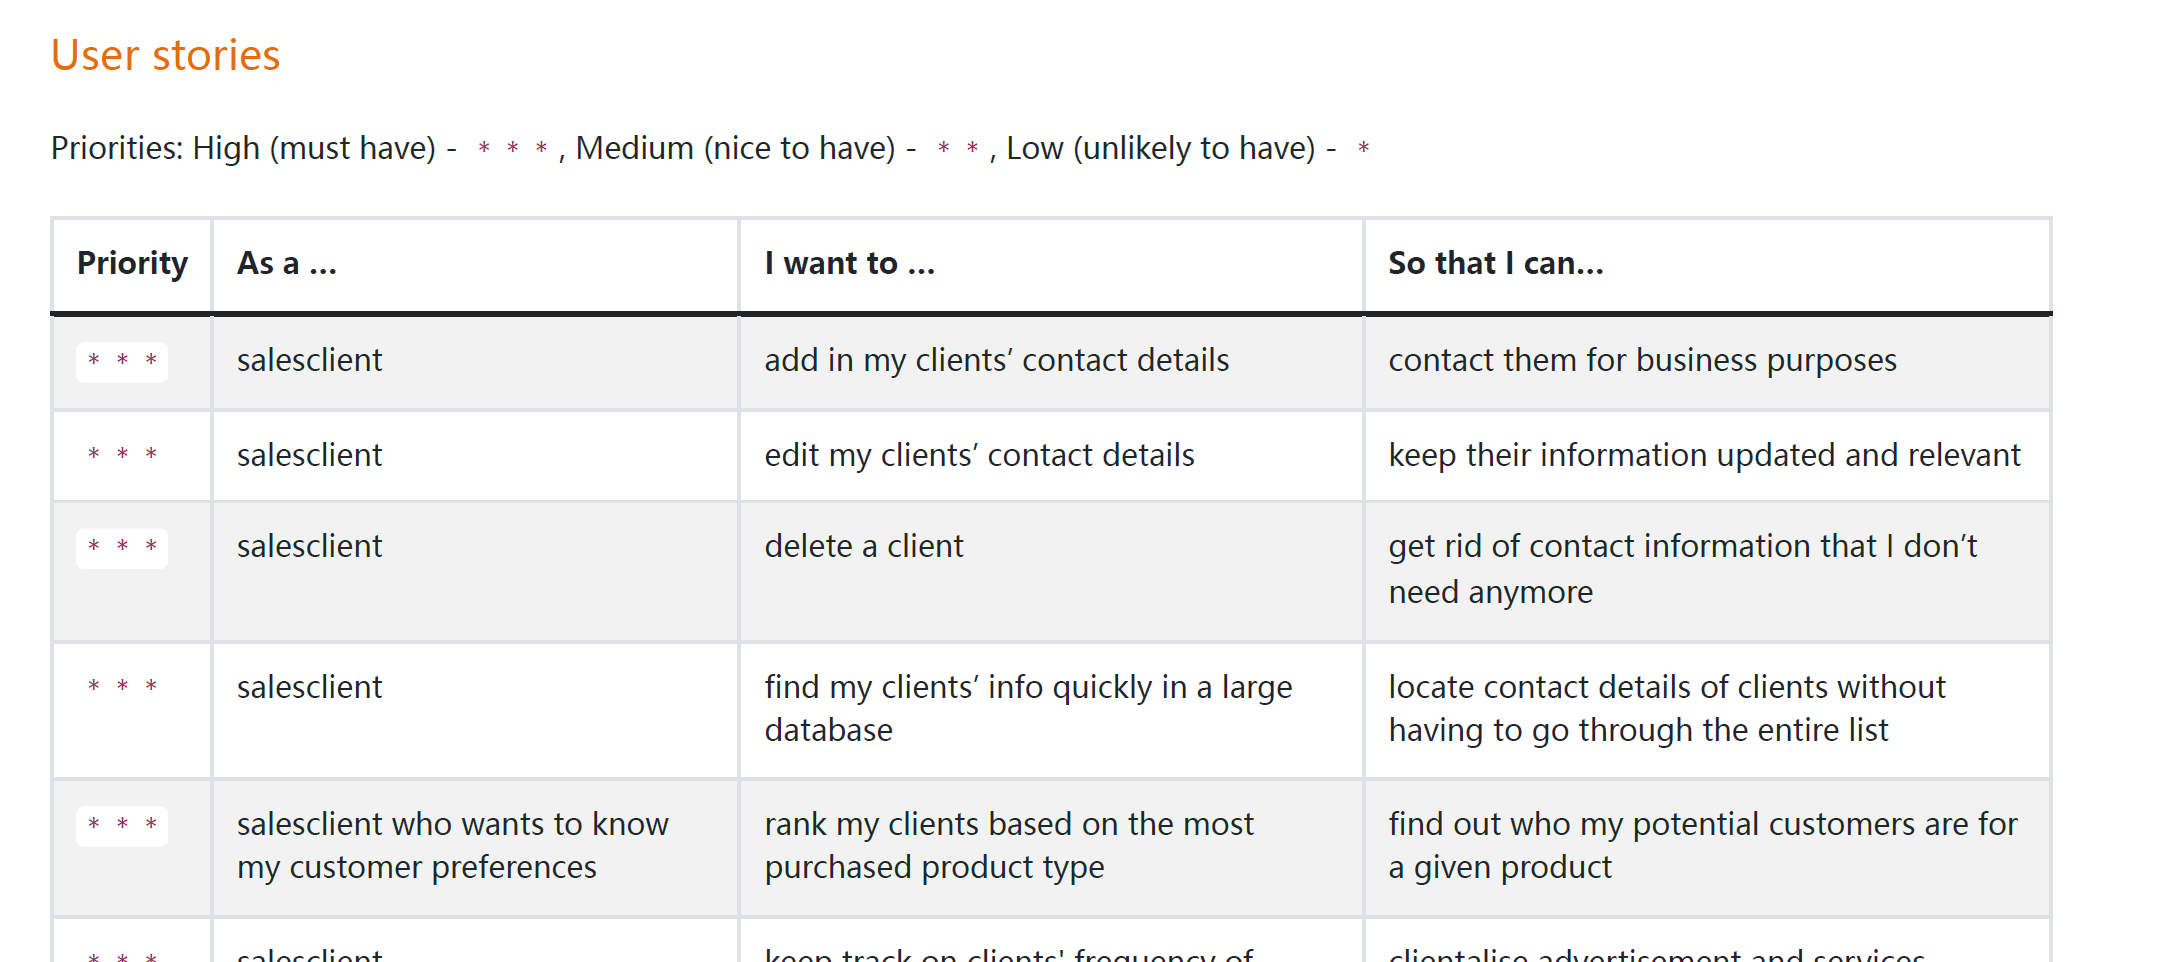 User stories
Priorities: High (must have) - * * * , Medium (nice to have) - * * , Low (unlikely to have) - *
Priority As a … I want to … So that I can…
* * * salesclient add in my clients’ contact details contact them for business purposes
* * * salesclient edit my clients’ contact details keep their information updated and relevant
* * * salesclient delete a client get rid of contact information that I don’t
need anymore
* * * salesclient find my clients’ info quickly in a large locate contact details of clients without
database having to go through the entire list
* * * salesclient who wants to know rank my clients based on the most find out who my potential customers are for
my customer preferences purchased product type a given product
* * * salesclient keep track on clients' frequency of clientalise advertisement and services